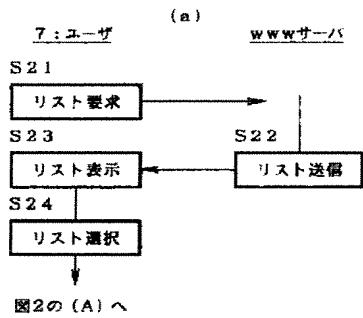 (a)
7:ユーザ　wwwサーバ
S21
リスト要求
S23　S22
リスト表示　リスト送信
S24
リスト選択
図2の(A)へ